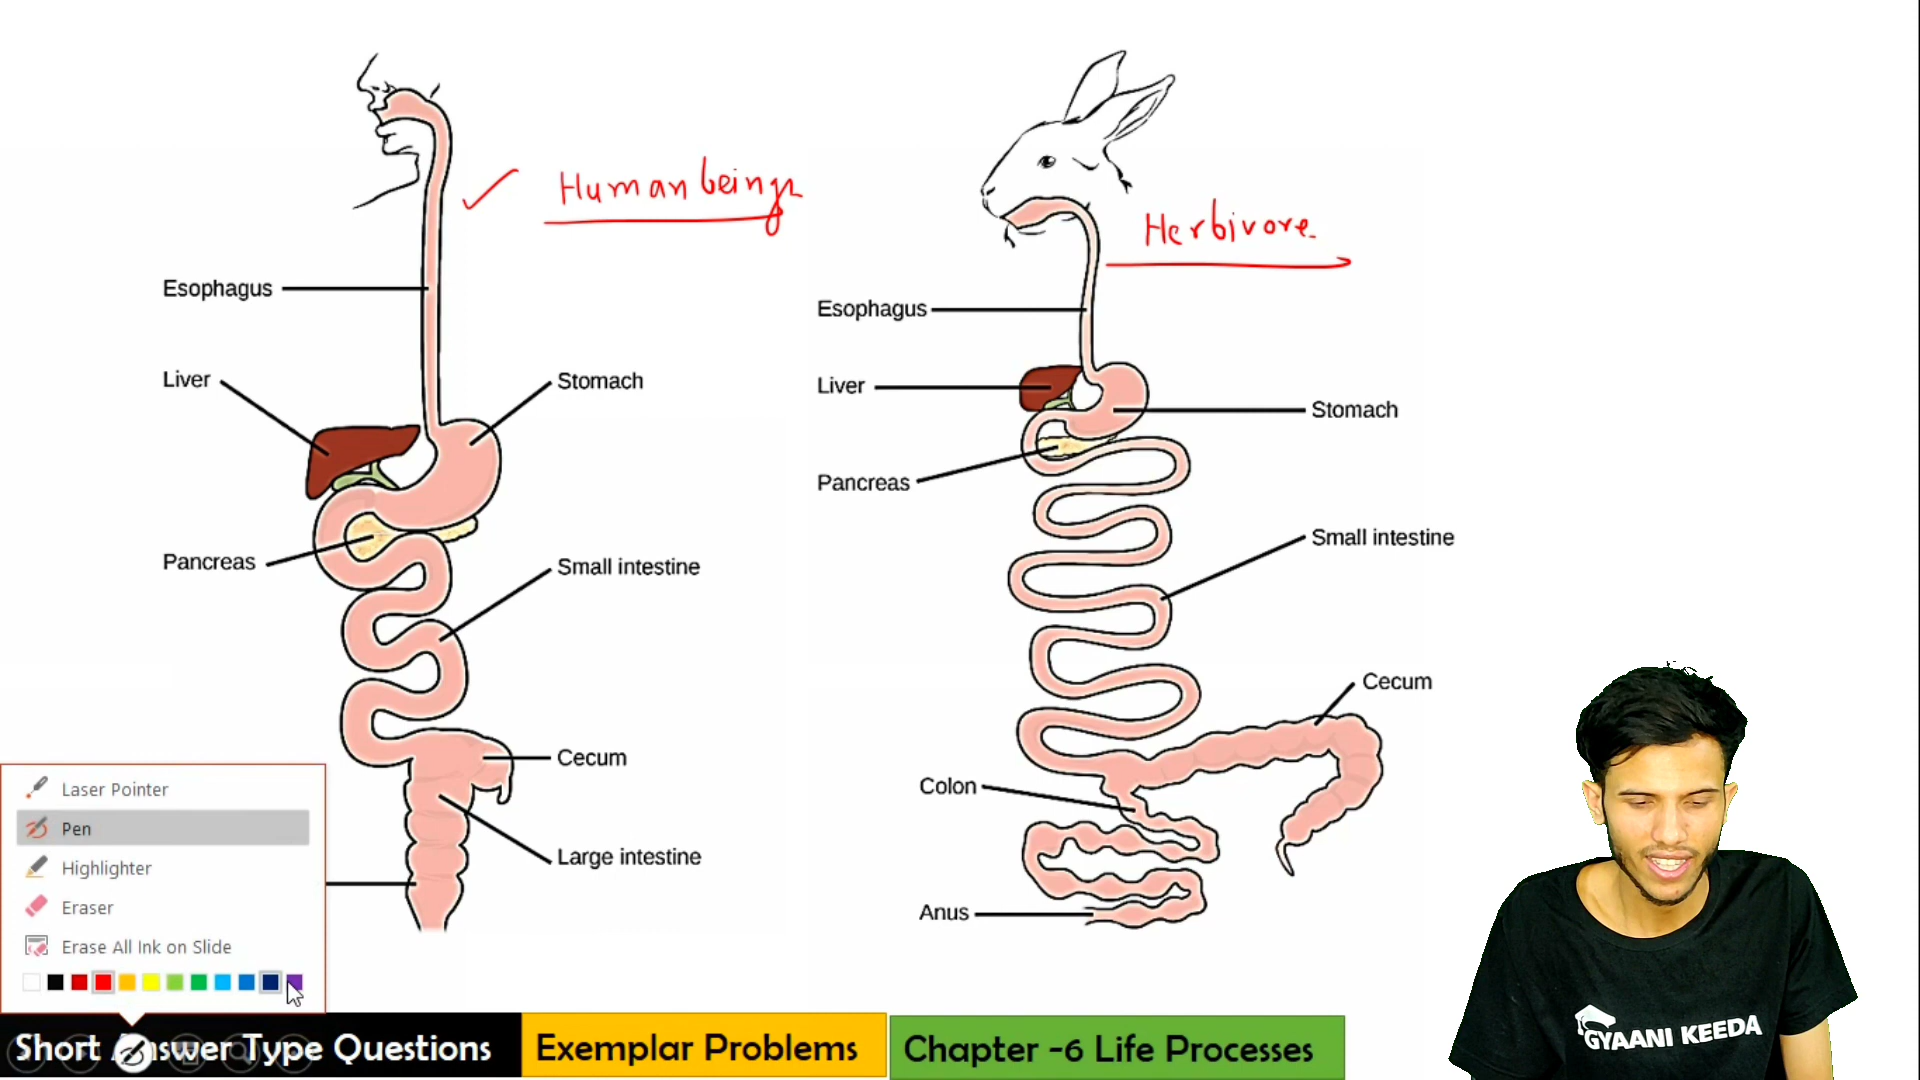 Human beings
Esophagus
Liver
Stomach
Pancreas
Small intestine
Cecum
Large intestine
Herbivore.
Esophagus
Liver
Stomach
Pancreas
Small intestine
Cecum
Colon
Anus
Laser Pointer
Pen
Highlighter
Eraser
Erase All Ink on Slide
Short Answer Type Questions
Exemplar Problems
Chapter -6 Life Processes
GYAANI KEEDA